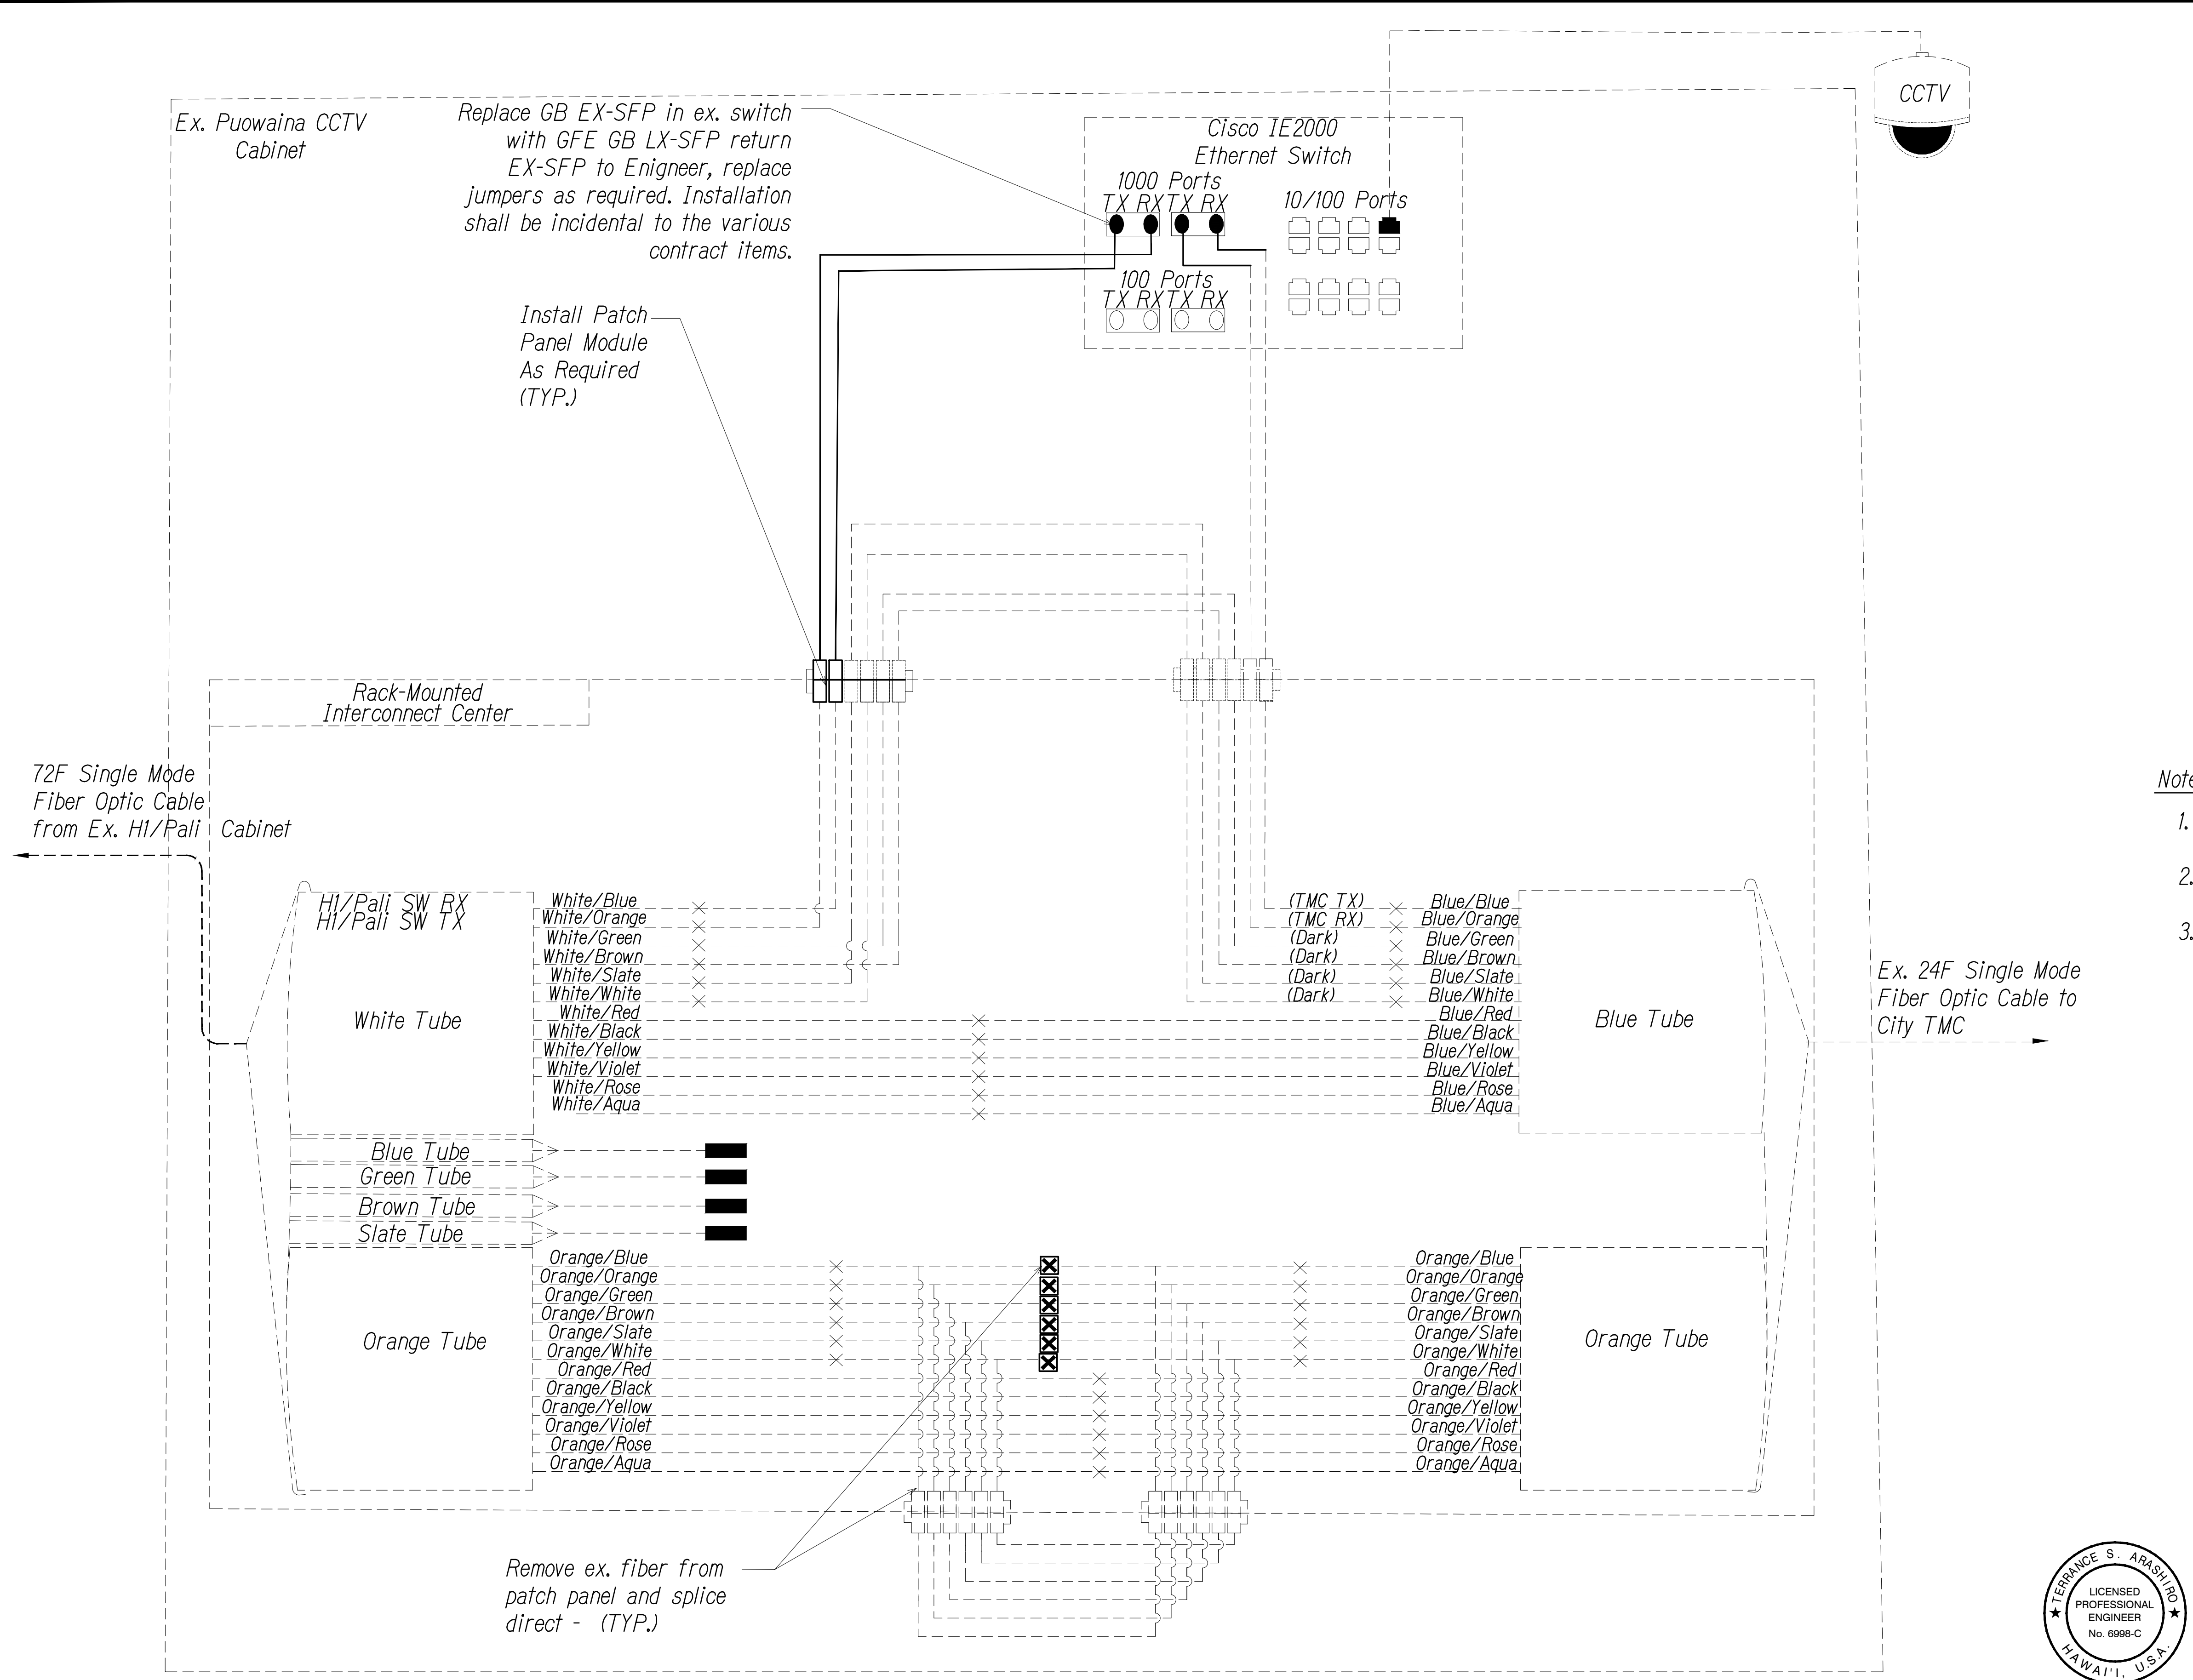 Ex. Puowaina CCTV
Cabinet
Replace GB EX-SFP in ex. switch
with GFE GB LX-SFP return
EX-SFP to Enigneer, replace
jumpers as required. Installation
shall be incidental to the various
contract items.
Cisco IE2000
Ethernet Switch
1000 Ports
TX RX TX RX
10/100 Ports
100 Ports
TX RX TX RX
CCTV
Install Patch
Panel Module
As Required
(TYP.)
Rack-Mounted
Interconnect Center
72F Single Mode
Fiber Optic Cable
from Ex. H1/Pali Cabinet
H1/Pali SW RX
H1/Pali SW TX
White Tube
White/Blue
White/Orange
White/Green
White/Brown
White/Slate
White/White
White/Red
White/Black
White/Yellow
White/Violet
White/Rose
White/Aqua
(TMC TX)
(TMC RX)
(Dark)
(Dark)
(Dark)
(Dark)
Blue/Blue
Blue/Orange
Blue/Green
Blue/Brown
Blue/Slate
Blue/White
Blue/Red
Blue/Black
Blue/Yellow
Blue/Violet
Blue/Rose
Blue/Aqua
Blue Tube
Ex. 24F Single Mode
Fiber Optic Cable to
City TMC
Note
1.
2.
3.
Blue Tube
Green Tube
Brown Tube
Slate Tube
Orange Tube
Orange/Blue
Orange/Orange
Orange/Green
Orange/Brown
Orange/Slate
Orange/White
Orange/Red
Orange/Black
Orange/Yellow
Orange/Violet
Orange/Rose
Orange/Aqua
Orange/Blue
Orange/Orange
Orange/Green
Orange/Brown
Orange/Slate
Orange/White
Orange/Red
Orange/Black
Orange/Yellow
Orange/Violet
Orange/Rose
Orange/Aqua
Orange Tube
Remove ex. fiber from
patch panel and splice
direct - (TYP.)
TERRANCE S. ARASHIRO
LICENSED
PROFESSIONAL
ENGINEER
No. 6998-C
HAWAI'I, U.S.A.